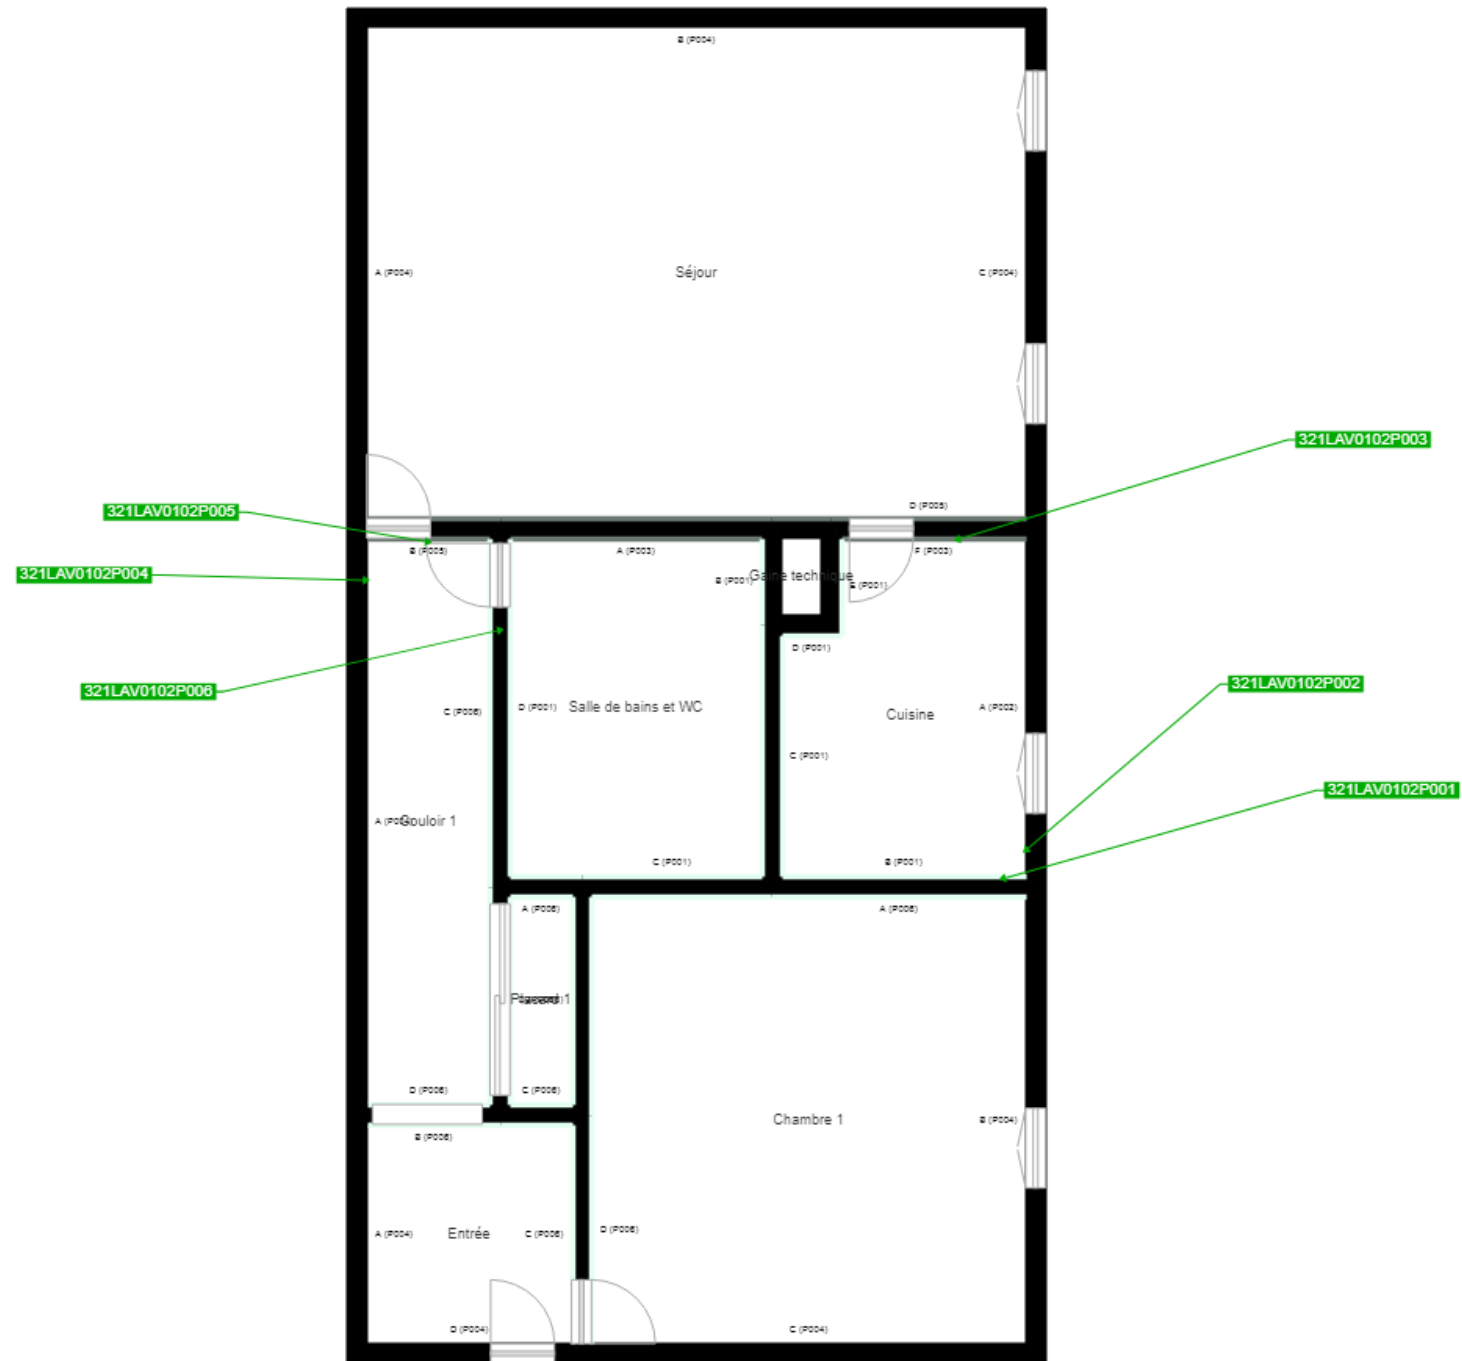 B (P004)
A (P004)
Séjour
C (P004)
321LAV0102P003
D (P005)
321LAV0102P005
B (P005)
A (P003)
F (P003)
321LAV0102P004
B (P001)
Gaine technique
E (P001)
D (P001)
321LAV0102P006
321LAV0102P002
C (P006)
D (P001)
Salle de bains et WC
Cuisine
A (P002)
C (P001)
321LAV0102P001
Couloir 1
C (P001)
B (P001)
A (P006)
A (P006)
Placard 1
D (P006)
C (P006)
Chambre 1
B (P004)
B (P006)
A (P004)
Entrée
C (P006)
D (P006)
D (P004)
C (P004)